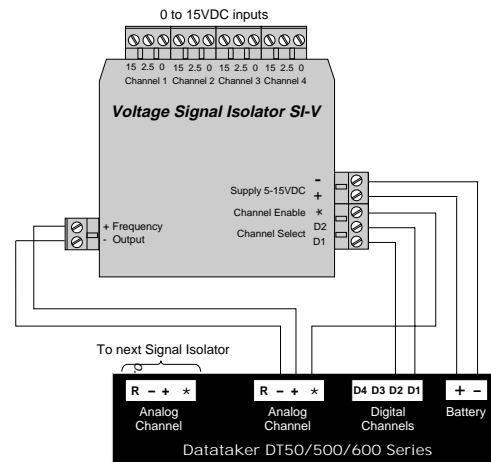 0 to 15VDC inputs
15 2.5 0 15 2.5 0 15 2.5 0 15 2.5 0
Channel 1 Channel 2 Channel 3 Channel 4
Voltage Signal Isolator SI-V
-
Supply 5-15VDC +
Channel Enable *
D2
Channel Select
D1
+ Frequency
- Output
To next Signal Isolator
R - + * R - + * D4 D3 D2 D1 + -
Analog Channel
Analog Channel
Digital Channels
Battery
Datataker DT50/500/600 Series